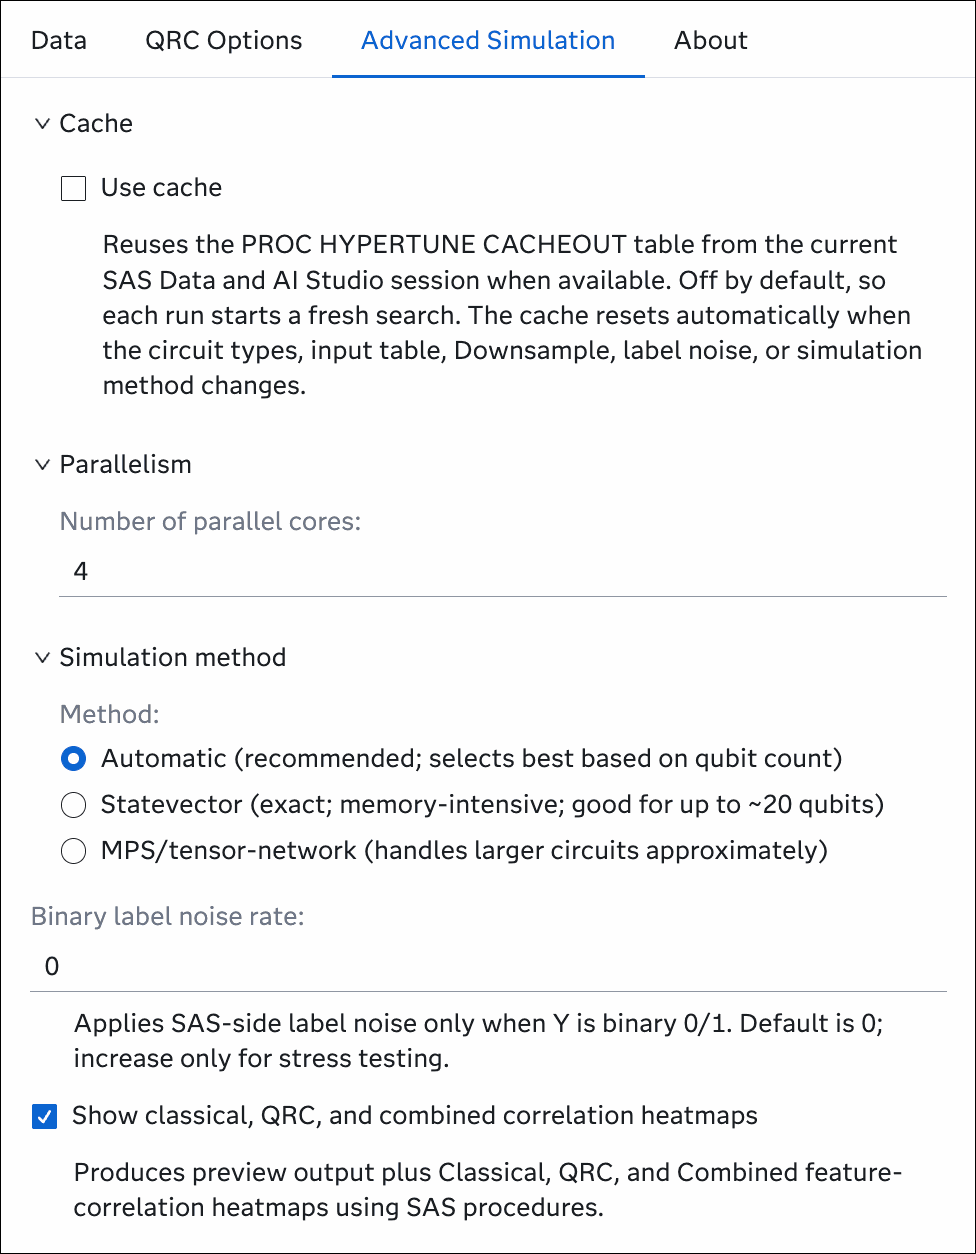 Data QRC Options Advanced Simulation About
Cache
Use cache
Reuses the PROC HYPERTUNE CACHEOUT table from the current
SAS Data and AI Studio session when available. Off by default, so
each run starts a fresh search. The cache resets automatically when
the circuit types, input table, Downsample, label noise, or simulation
method changes.
Parallelism
Number of parallel cores:
4
Simulation method
Method:
Automatic (recommended; selects best based on qubit count)
Statevector (exact; memory-intensive; good for up to ~20 qubits)
MPS/tensor-network (handles larger circuits approximately)
Binary label noise rate:
0
Applies SAS-side label noise only when Y is binary 0/1. Default is 0;
increase only for stress testing.
Show classical, QRC, and combined correlation heatmaps
Produces preview output plus Classical, QRC, and Combined feature-
correlation heatmaps using SAS procedures.